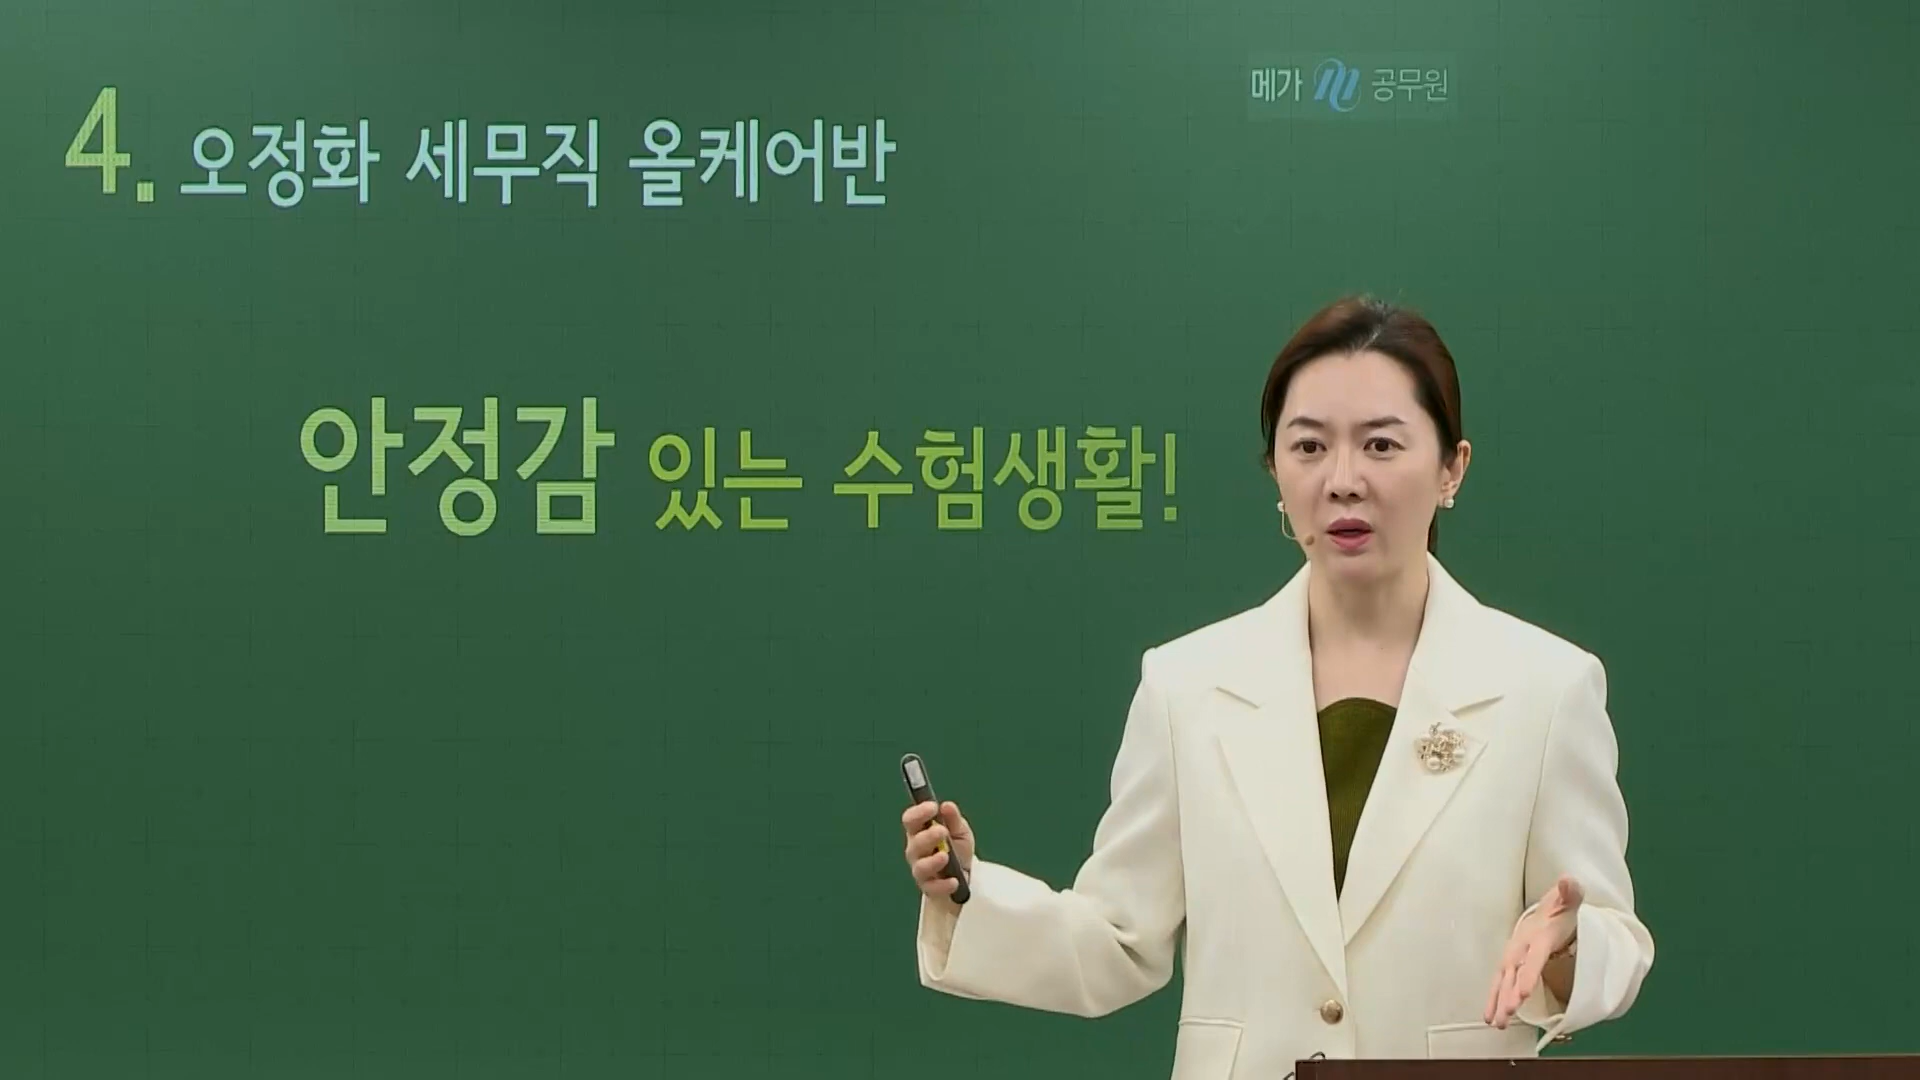 메가 공무원
4. 오정화 세무직 올케어반
안정감 있는 수험생활!